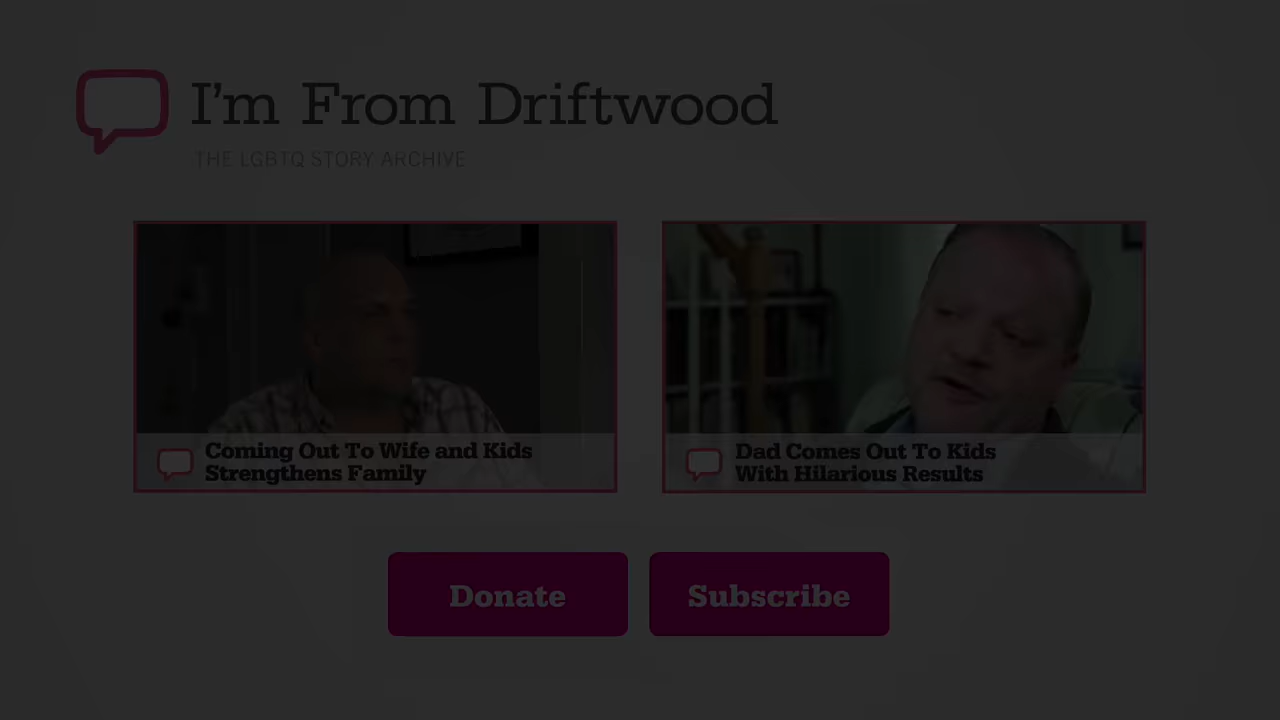 I'm From Driftwood
THE LGBTQ STORY ARCHIVE
Coming Out To Wife and Kids
Strengthens Family
Dad Comes Out To Kids
With Hilarious Results
Donate
Subscribe